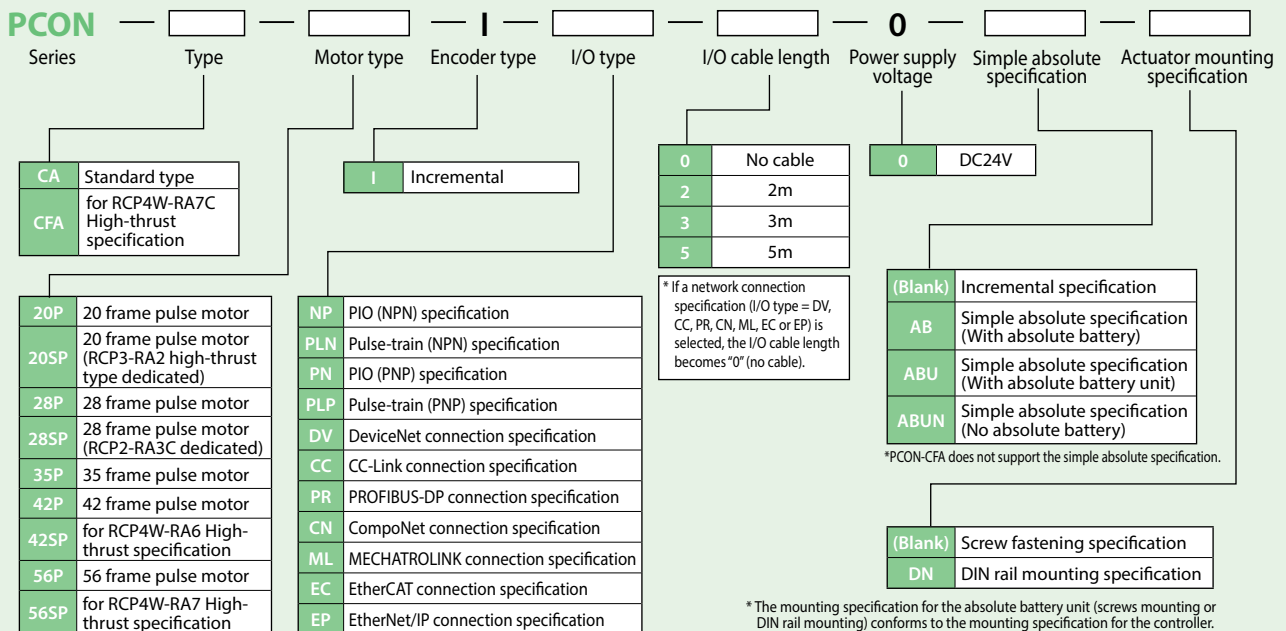 PCON — — — I — — — 0 — —
Series Type Motor type Encoder type I/O type I/O cable length Power supply voltage Simple absolute specification Actuator mounting specification
CA Standard type
CFA for RCP4W-RA7C
High-thrust
specification
I Incremental
0 No cable
2 2m
3 3m
5 5m
* If a network connection
specification (I/O type = DV,
CC, PR, CN, ML, EC or EP) is
selected, the I/O cable length
becomes "0" (no cable).
0 DC24V
20P 20 frame pulse motor
20SP 20 frame pulse motor
(RCP3-RA2 high-thrust
type dedicated)
28P 28 frame pulse motor
28SP 28 frame pulse motor
(RCP2-RA3C dedicated)
35P 35 frame pulse motor
42P 42 frame pulse motor
42SP for RCP4W-RA6 High-
thrust specification
56P 56 frame pulse motor
56SP for RCP4W-RA7 High-
thrust specification
NP PIO (NPN) specification
PLN Pulse-train (NPN) specification
PN PIO (PNP) specification
PLP Pulse-train (PNP) specification
DV DeviceNet connection specification
CC CC-Link connection specification
PR PROFIBUS-DP connection specification
CN CompoNet connection specification
ML MECHATROLINK connection specification
EC EtherCAT connection specification
EP EtherNet/IP connection specification
(Blank) Incremental specification
AB Simple absolute specification
(With absolute battery)
ABU Simple absolute specification
(With absolute battery unit)
ABUN Simple absolute specification
(No absolute battery)
*PCON-CFA does not support the simple absolute specification.
(Blank) Screw fastening specification
DN DIN rail mounting specification
* The mounting specification for the absolute battery unit (screws mounting or
DIN rail mounting) conforms to the mounting specification for the controller.